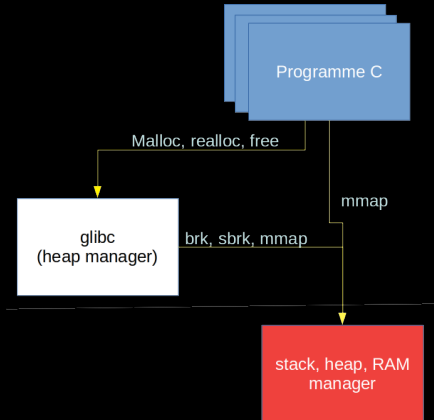 Programme C
Malloc, realloc, free
mmap
glibc
(heap manager)
brk, sbrk, mmap
stack, heap, RAM
manager